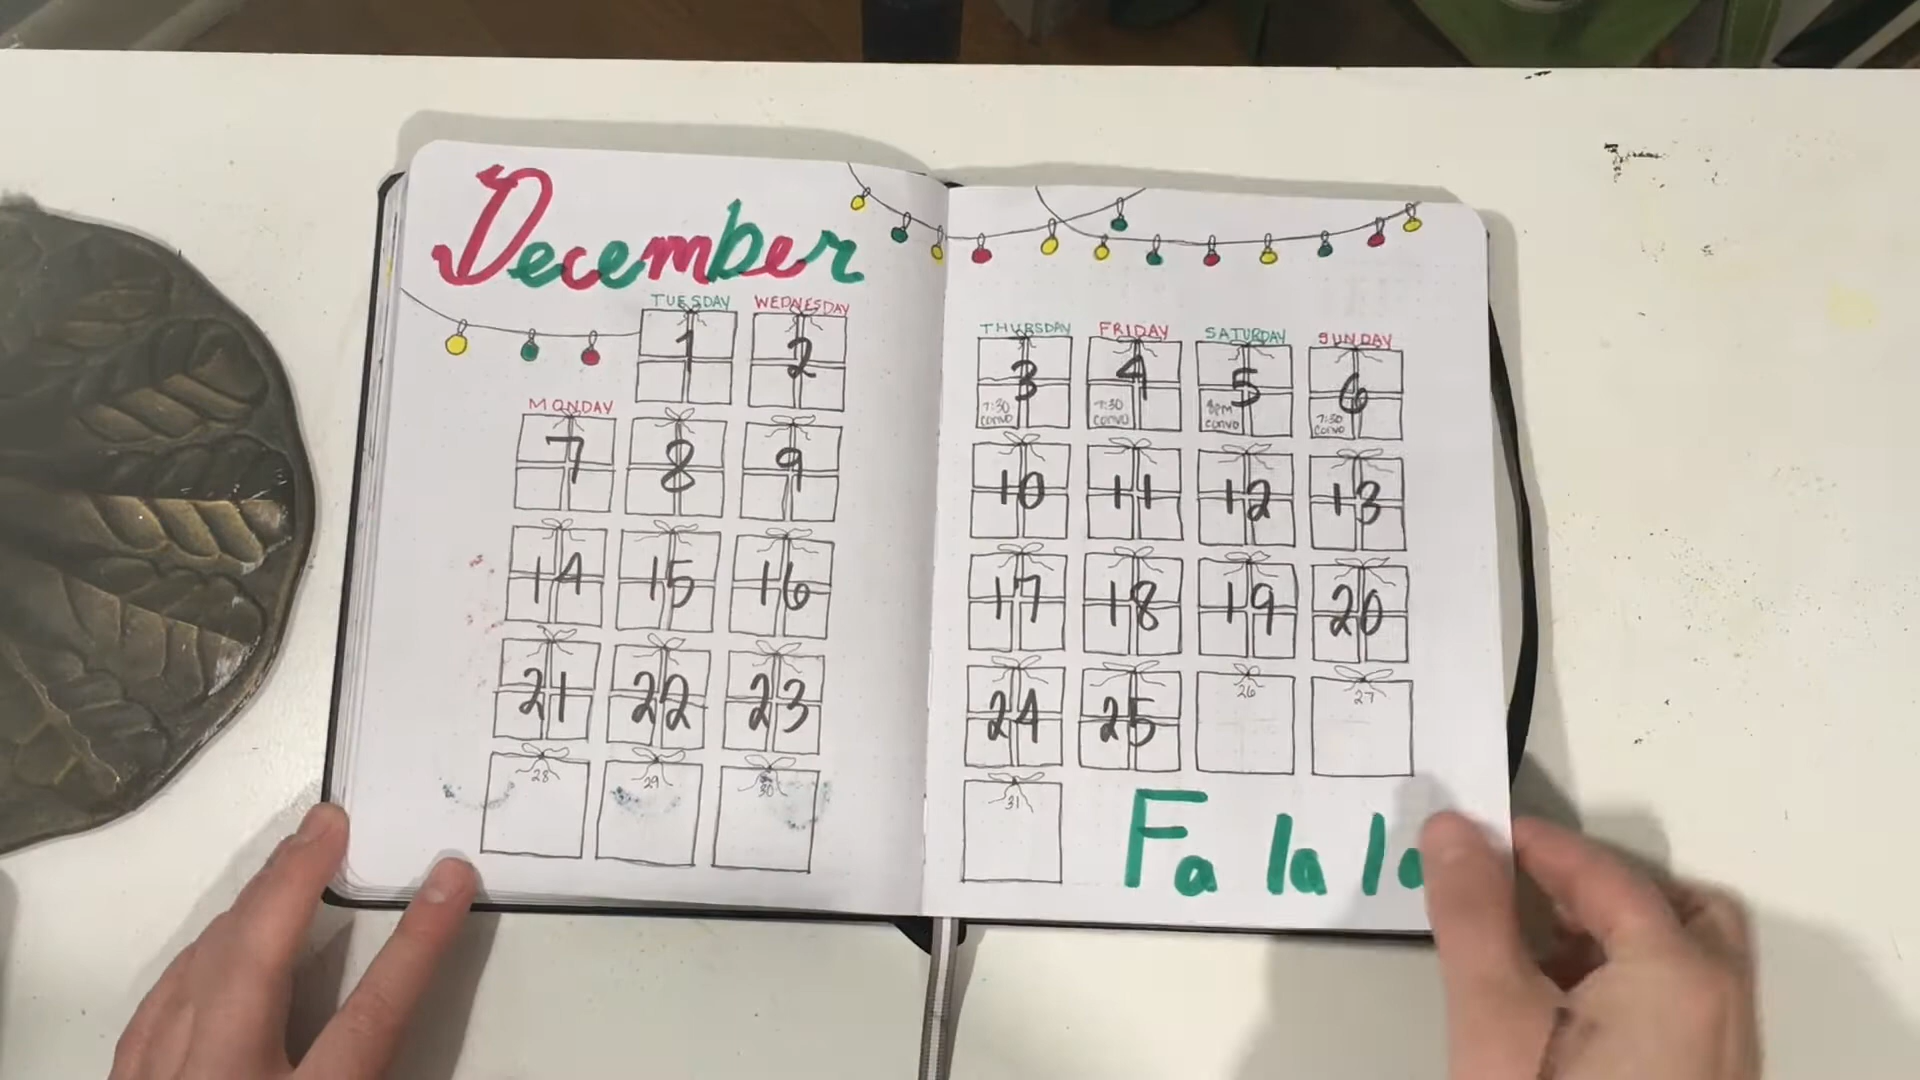 December
TUESDAY WEDNESDAY
1 2
MONDAY
7 8 9
14 15 16
21 22 23
28 29 30
THURSDAY FRIDAY SATURDAY SUNDAY
3 4 5 6
7:30 convo
7:30 convo
8pm convo
7:30 convo
10 11 12 13
17 18 19 20
24 25 26 27
31
Fa la la